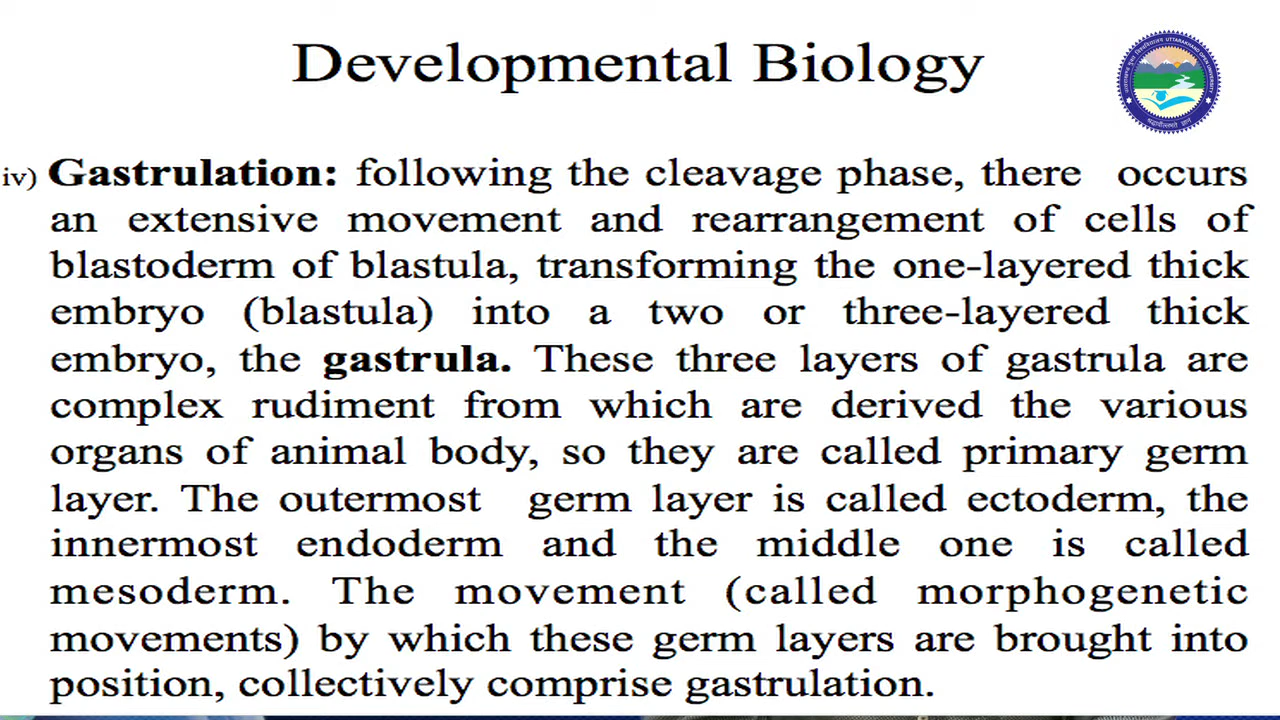 Developmental Biology
UTTARAKHAND OPEN UNIVERSITY
iv) Gastrulation: following the cleavage phase, there occurs
an extensive movement and rearrangement of cells of
blastoderm of blastula, transforming the one-layered thick
embryo (blastula) into a two or three-layered thick
embryo, the gastrula. These three layers of gastrula are
complex rudiment from which are derived the various
organs of animal body, so they are called primary germ
layer. The outermost germ layer is called ectoderm, the
innermost endoderm and the middle one is called
mesoderm. The movement (called morphogenetic
movements) by which these germ layers are brought into
position, collectively comprise gastrulation.